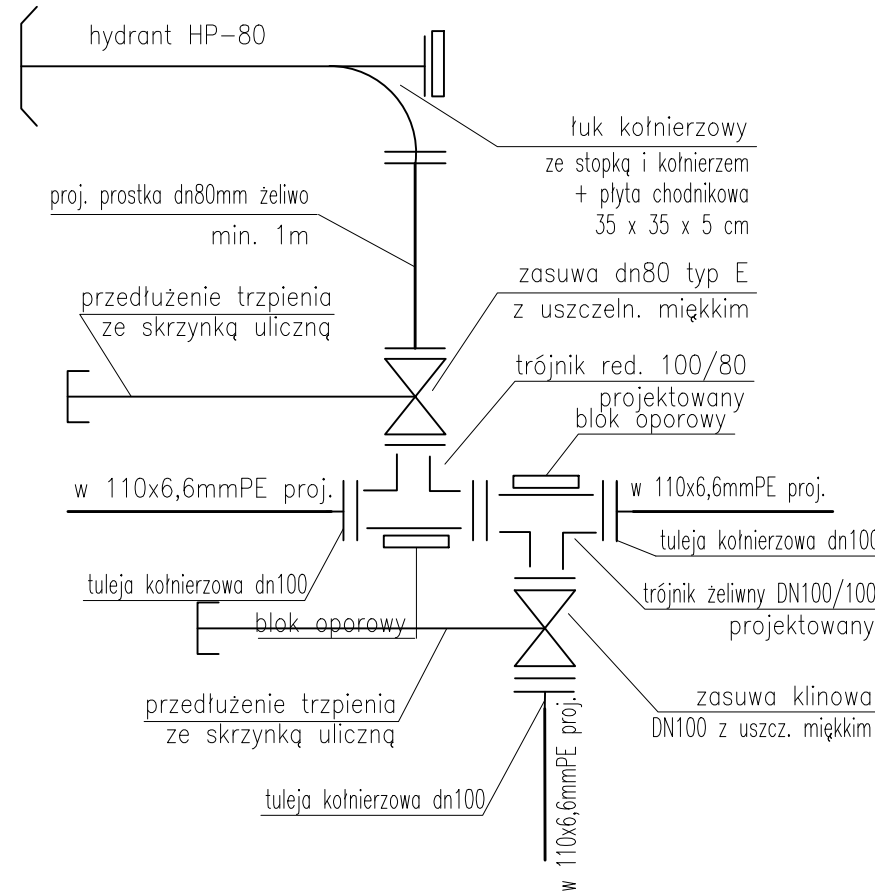 hydrant HP-80
łuk kołnierzowy
ze stopką i kołnierzem
+ płyta chodnikowa
35 x 35 x 5 cm
proj. prostka dn80mm żeliwo
min. 1m
zasuwa dn80 typ E
z uszczeln. miękkim
przedłużenie trzpienia
ze skrzynką uliczną
trójnik red. 100/80
projektowany
blok oporowy
w 110x6,6mmPE proj.
w 110x6,6mmPE proj.
tuleja kołnierzowa dn100
tuleja kołnierzowa dn100
trójnik żeliwny DN100/100
projektowany
blok oporowy
przedłużenie trzpienia
ze skrzynką uliczną
zasuwa klinowa
DN100 z uszcz. miękkim
tuleja kołnierzowa dn100
w 110x6,6mmPE proj.